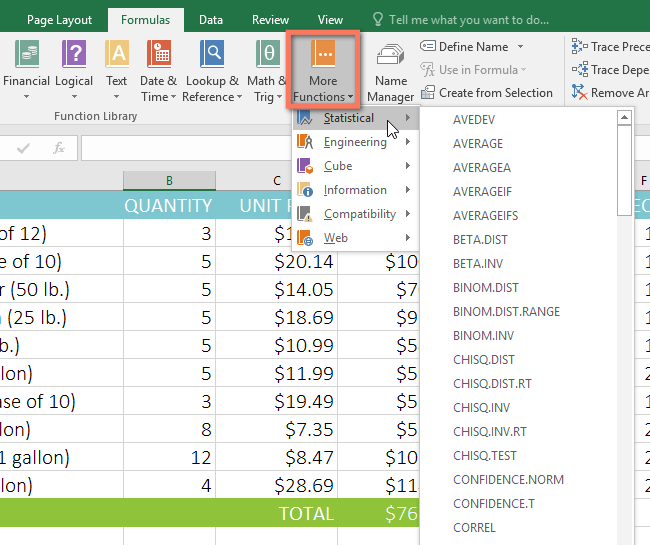 Page Layout Formulas Data Review View Tell me what you want to do...
Financial Logical Text Date & Time Lookup & Reference Math & Trig More Functions Name Manager
Define Name
Use in Formula
Create from Selection
Trace Prece
Trace Depe
Remove Ar
Function Library
fx
Statistical
Engineering
Cube
Information
Compatibility
Web
AVEDEV
AVERAGE
AVERAGEA
AVERAGEIF
AVERAGEIFS
BETA.DIST
BETA.INV
BINOM.DIST
BINOM.DIST.RANGE
BINOM.INV
CHISQ.DIST
CHISQ.DIST.RT
CHISQ.INV
CHISQ.INV.RT
CHISQ.TEST
CONFIDENCE.NORM
CONFIDENCE.T
CORREL
B C F
QUANTITY UNIT P
of 12) 3 $1
e of 10) 5 $20.14 $10
r (50 lb.) 5 $14.05 $7
(25 lb.) 5 $18.69 $9
b.) 5 $10.99 $5
llon) 5 $11.99 $5
ase of 10) 3 $19.49 $5
lon) 8 $7.35 $5
1 gallon) 12 $8.47 $10
llon) 4 $28.69 $11
TOTAL $76